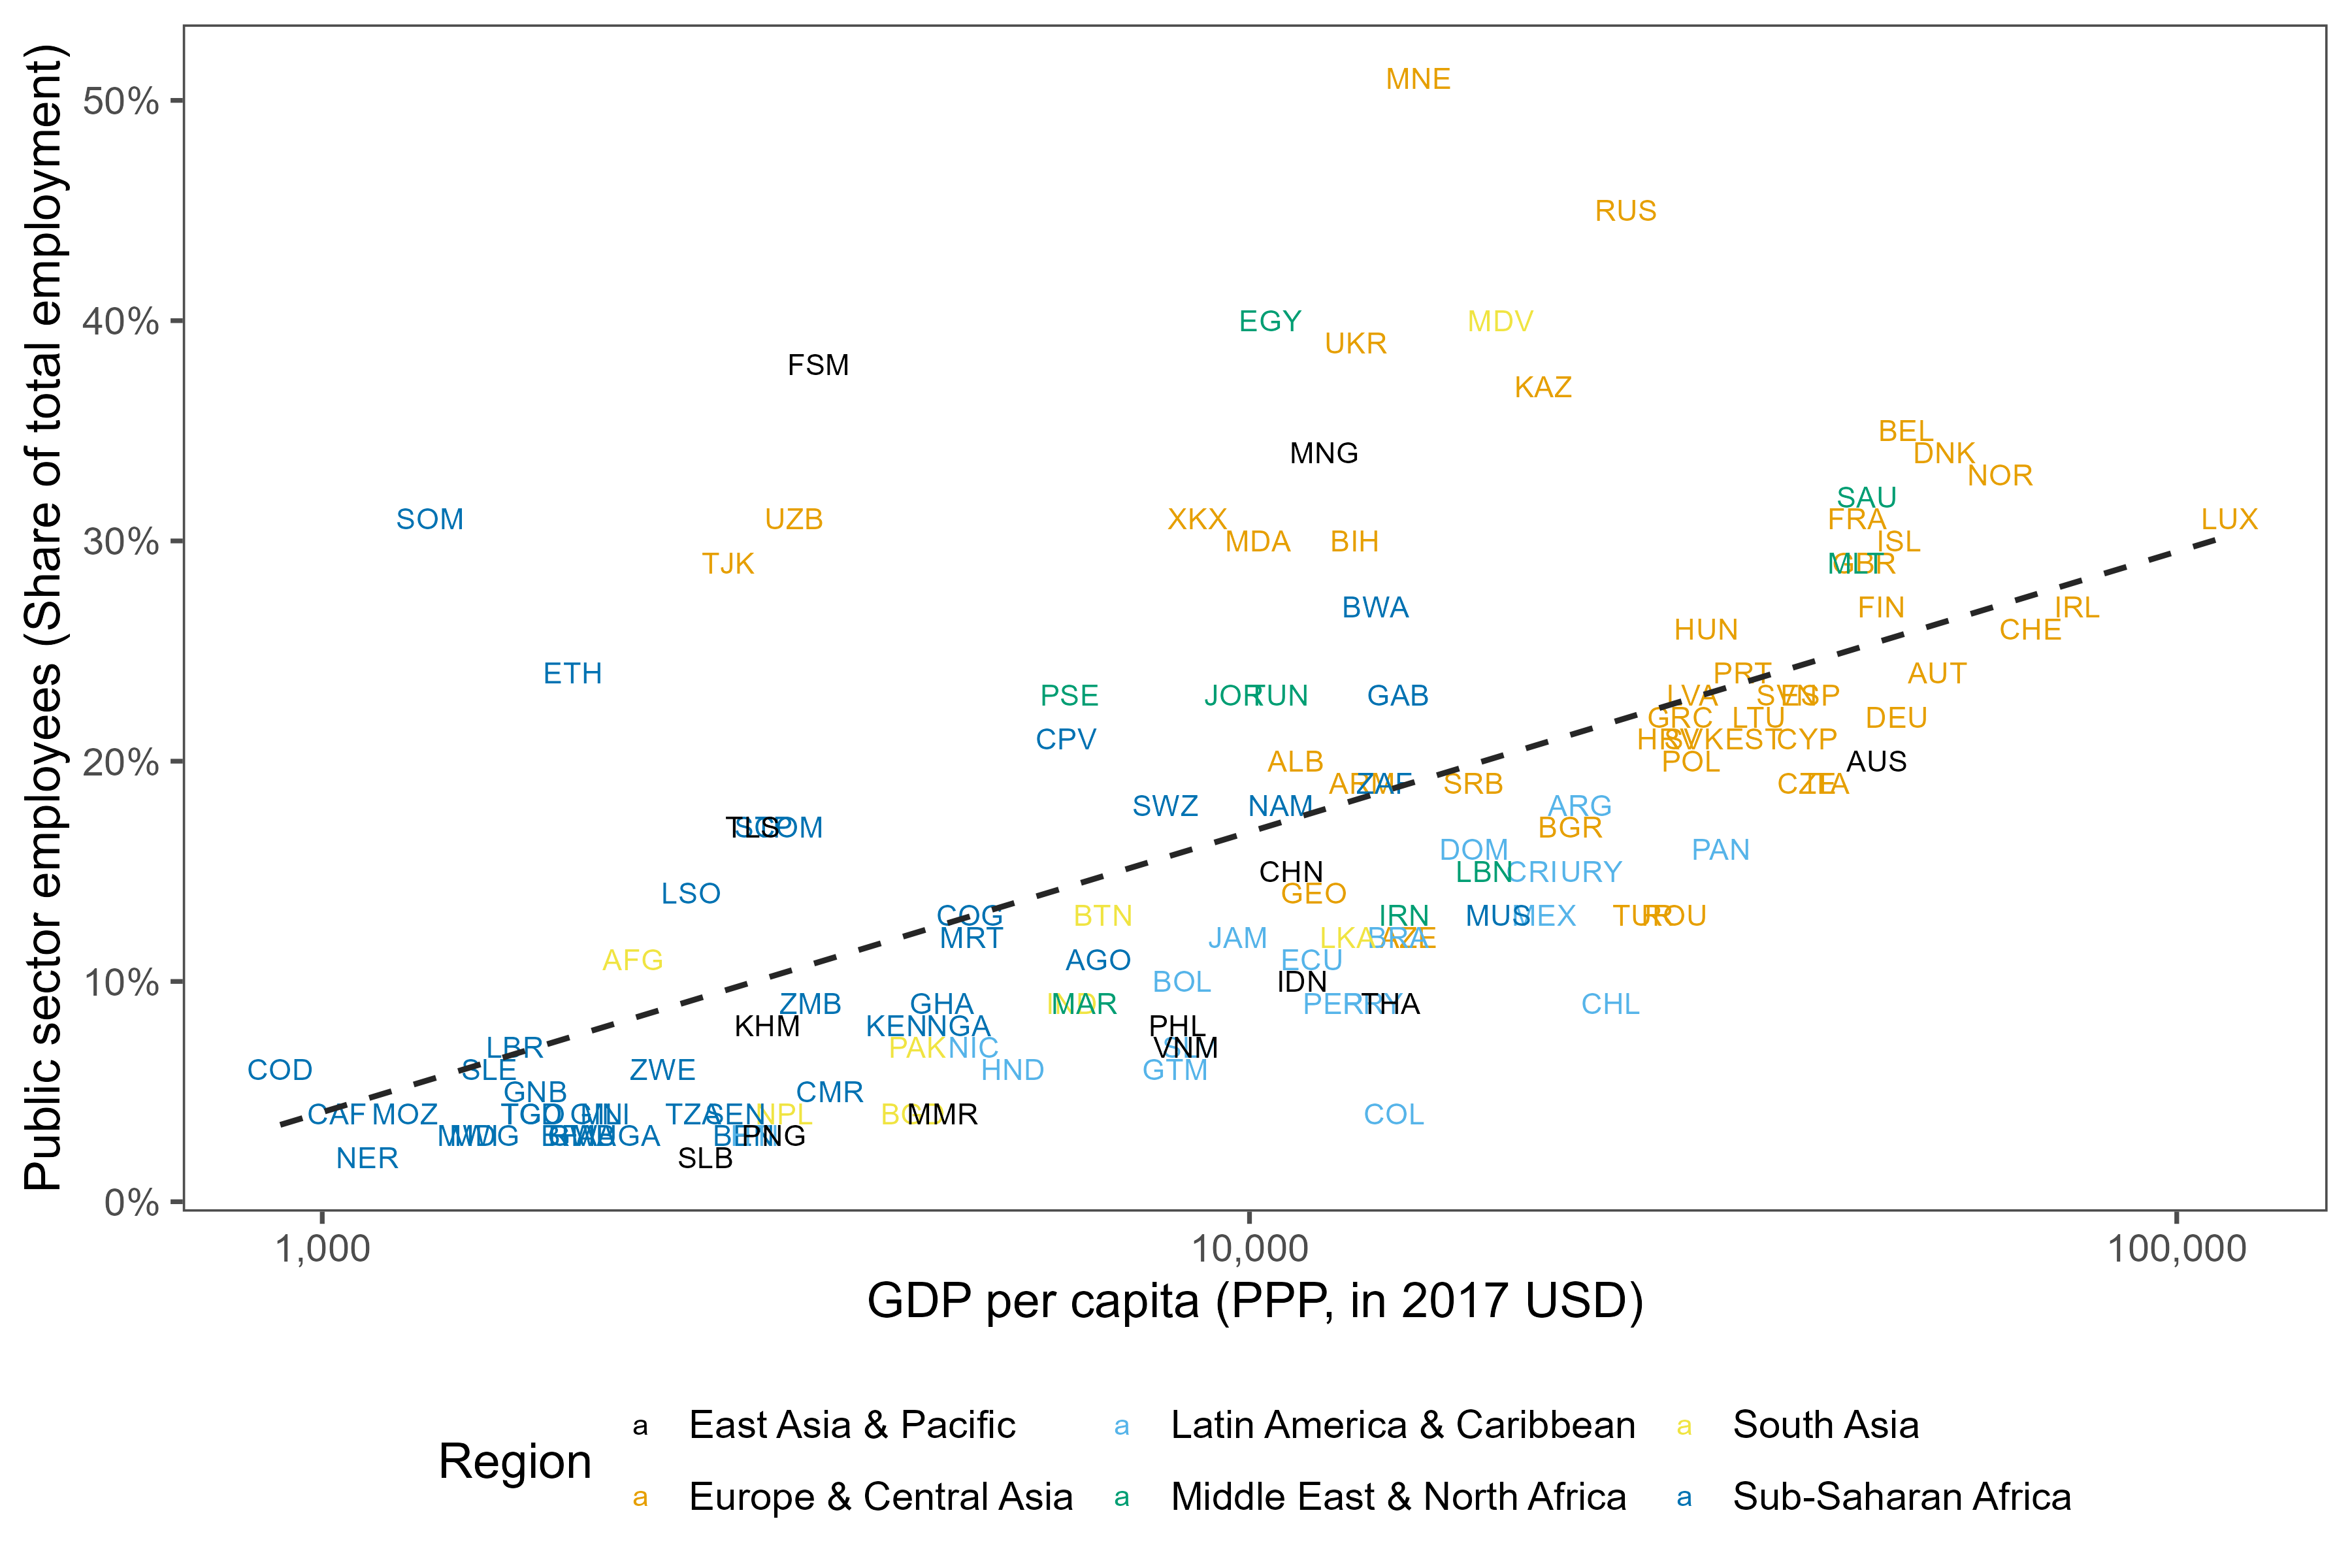 Public sector employees (Share of total employment)
50%
40%
30%
20%
10%
0%
MNE
RUS
EGY
MDV
UKR
FSM
KAZ
BEL
MNG
DNK
NOR
SAU
SOM
UZB
XKX
FRA
LUX
MDA
BIH
ISL
TJK
MLT
GBR
BWA
FIN
IRL
HUN
CHE
ETH
PRT
AUT
PSE
JOR
TUN
GAB
LVA
SVN
ESP
GRC
LTU
DEU
CPV
HRV
SVK
EST
CYP
ALB
POL
AUS
ARM
ZAF
SRB
CZE
ITA
SWZ
NAM
ARG
TLS
STP
COM
BGR
DOM
PAN
CHN
LBN
CRI
URY
LSO
GEO
COG
BTN
IRN
MUS
MEX
TUR
ROU
MRT
JAM
LKA
BRA
AZE
AFG
AGO
ECU
BOL
IDN
ZMB
GHA
IND
MAR
PER
PRY
THA
CHL
KHM
KEN
NGA
PHL
LBR
PAK
NIC
VNM
COD
SLE
ZWE
HND
GTM
GNB
CMR
CAF
MOZ
TGO
GIN
MLI
TZA
SEN
NPL
BGD
MMR
COL
MWI
MDG
UGA
BEN
PNG
NER
SLB
1,000
10,000
100,000
GDP per capita (PPP, in 2017 USD)
Region
a East Asia & Pacific
a Latin America & Caribbean
a South Asia
a Europe & Central Asia
a Middle East & North Africa
a Sub-Saharan Africa